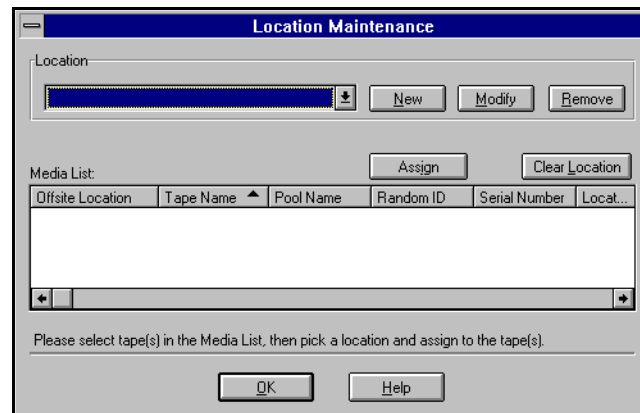 Location Maintenance
Location
New Modify Remove
Assign Clear Location
Media List:
Offsite Location Tape Name Pool Name Random ID Serial Number Locat...
Please select tape(s) in the Media List, then pick a location and assign to the tape(s).
OK Help